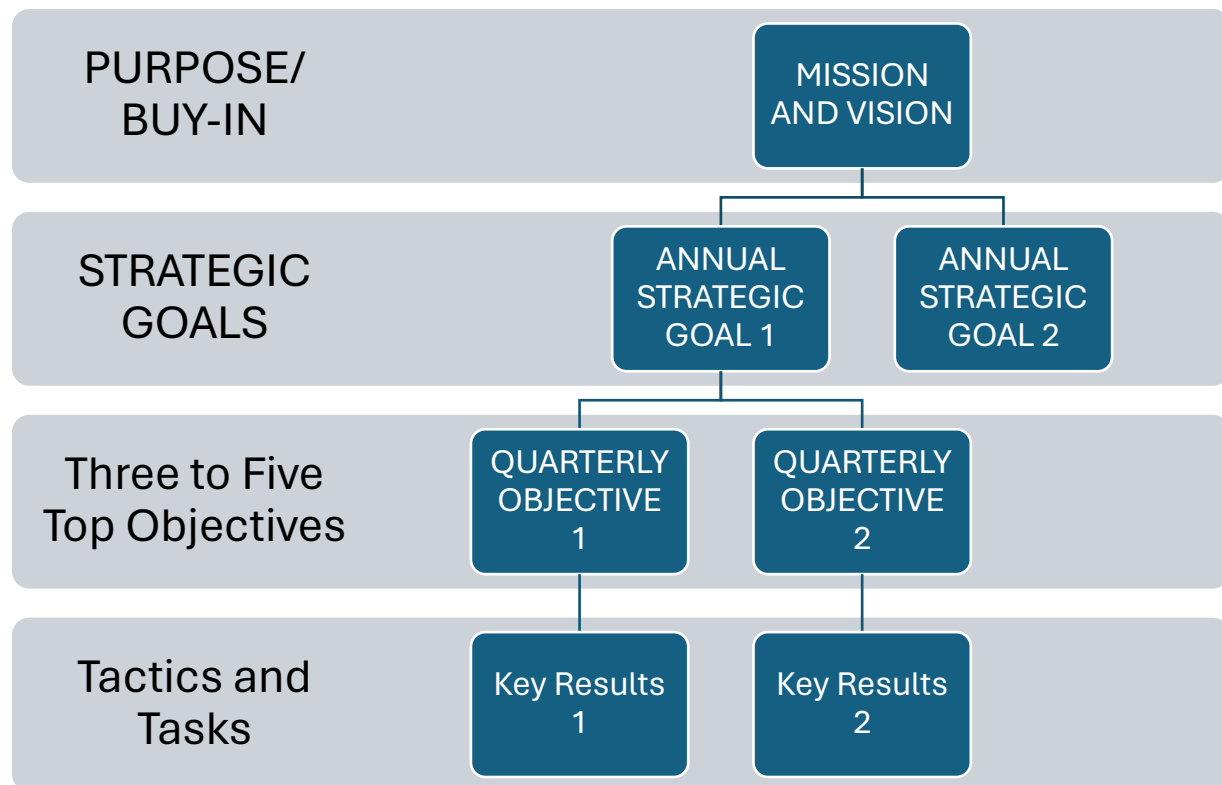 PURPOSE/
BUY-IN
MISSION
AND VISION
STRATEGIC
GOALS
ANNUAL
STRATEGIC
GOAL 1
ANNUAL
STRATEGIC
GOAL 2
Three to Five
Top Objectives
QUARTERLY
OBJECTIVE
1
QUARTERLY
OBJECTIVE
2
Tactics and
Tasks
Key Results
1
Key Results
2